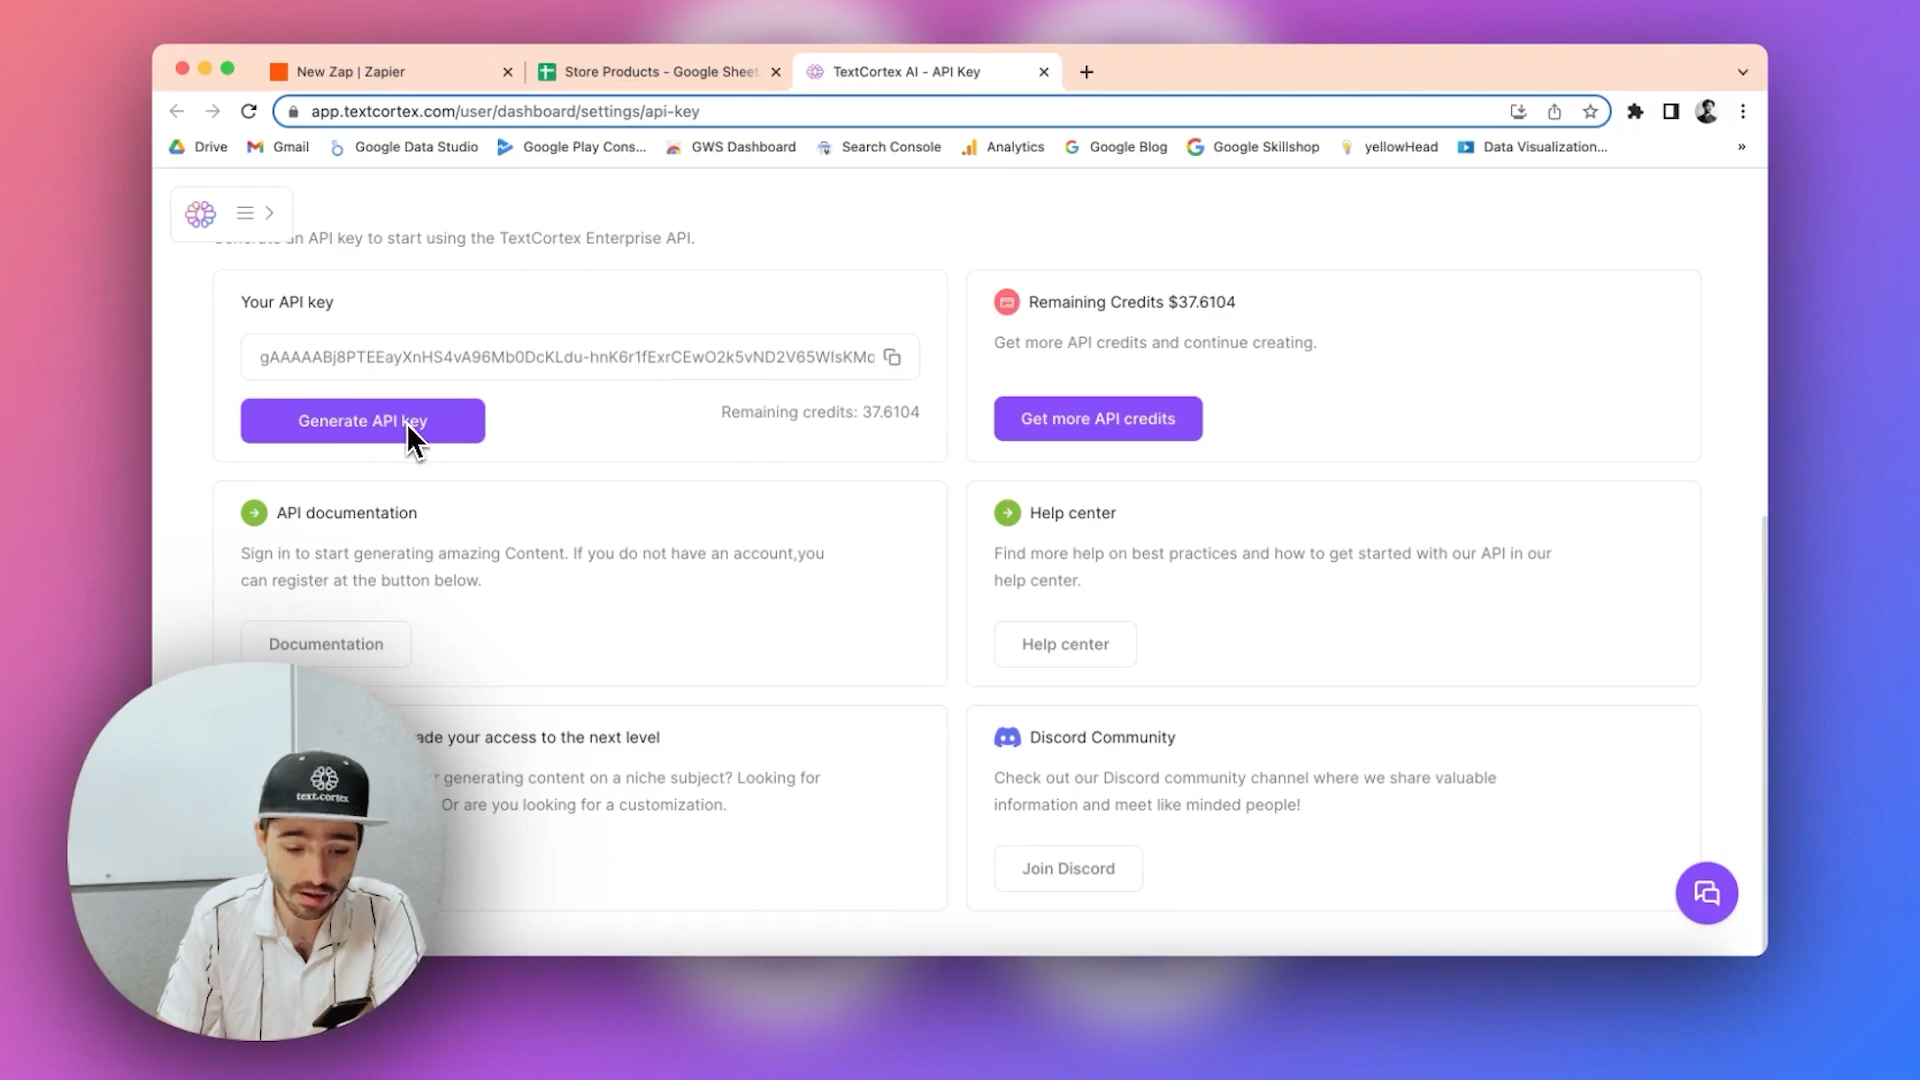 New Zap | Zapier
Store Products - Google Sheet
TextCortex AI - API Key
app.textcortex.com/user/dashboard/settings/api-key
Drive
Gmail
Google Data Studio
Google Play Cons...
GWS Dashboard
Search Console
Analytics
Google Blog
Google Skillshop
yellowHead
Data Visualization...
»
an API key to start using the TextCortex Enterprise API.
Your API key
gAAAAABj8PTEEayXnHS4vA96Mb0DcKLdu-hnK6r1fExrCEwO2k5vND2V65WIsKMc
Generate API key
Remaining credits: 37.6104
Remaining Credits $37.6104
Get more API credits and continue creating.
Get more API credits
API documentation
Sign in to start generating amazing Content. If you do not have an account,you
can register at the button below.
Documentation
Help center
Find more help on best practices and how to get started with our API in our
help center.
Help center
your access to the next level
generating content on a niche subject? Looking for
Or are you looking for a customization.
Discord Community
Check out our Discord community channel where we share valuable
information and meet like minded people!
Join Discord
text.cortex